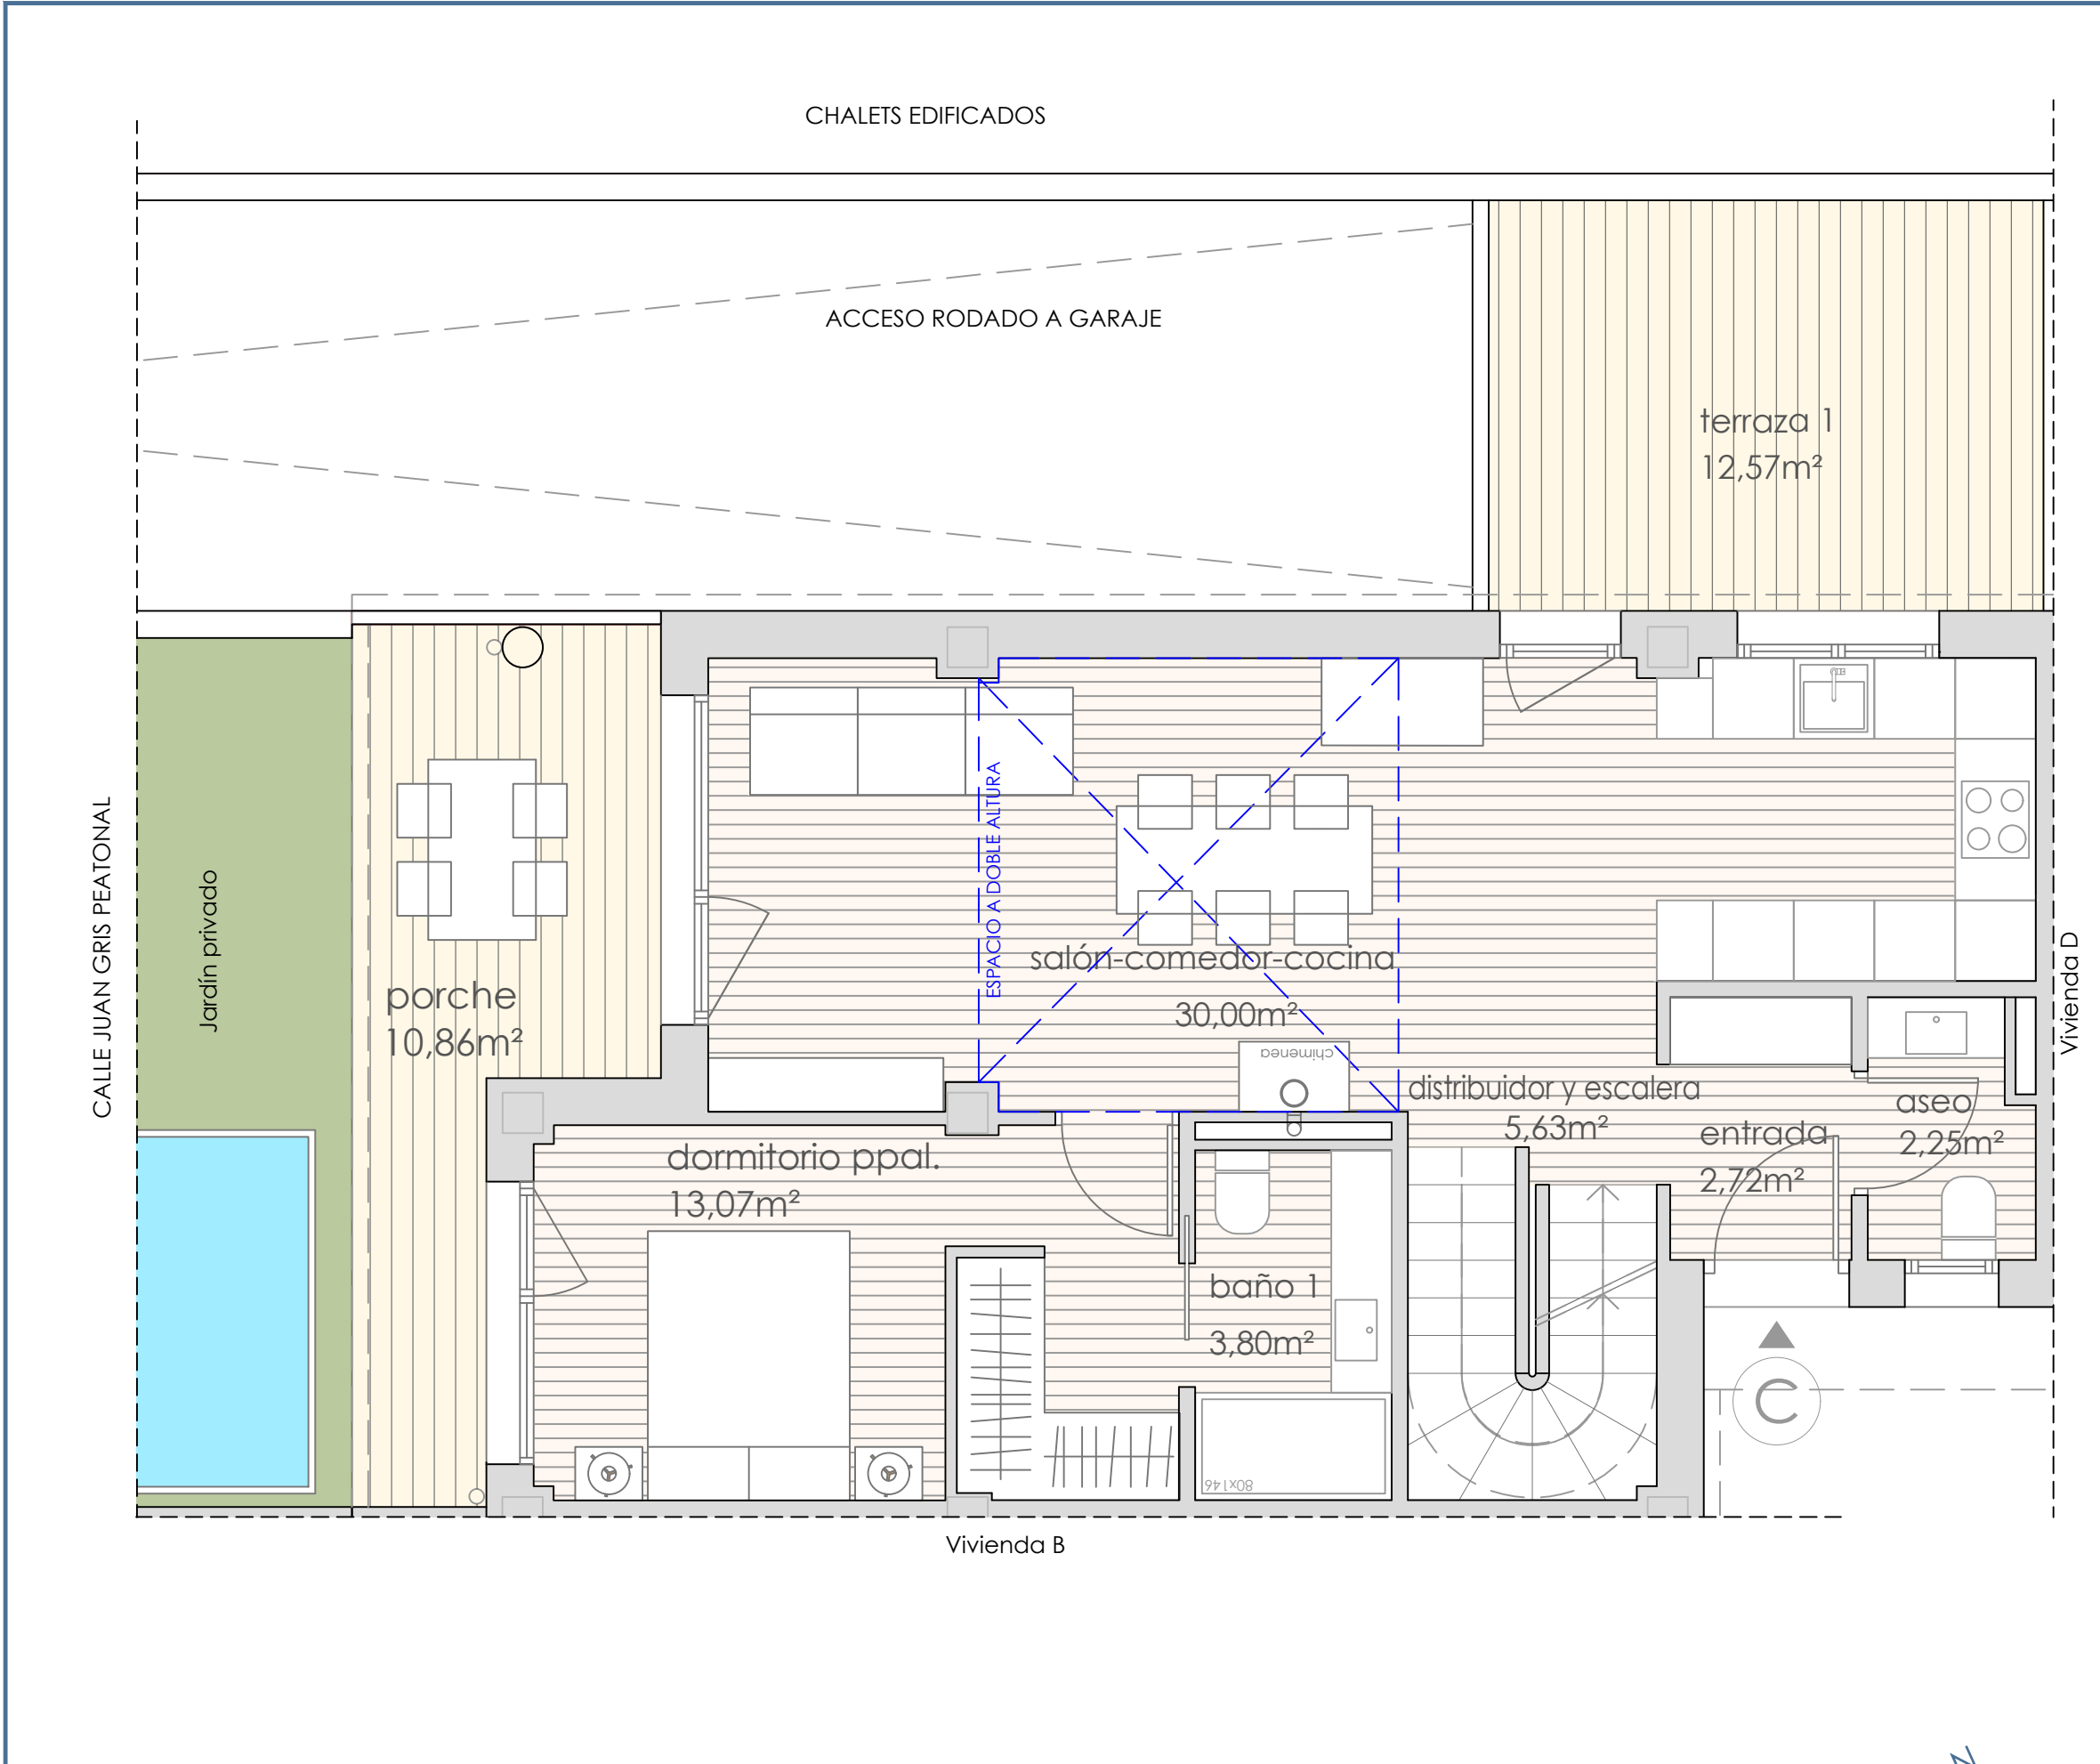 CHALETS EDIFICADOS
ACCESO RODADO A GARAJE
terraza 1
12,57m²
CALLE JUAN GRIS PEATONAL
Jardín privado
porche
10,86m²
ESPACIO A DOBLE ALTURA
salón-comedor-cocina
30,00m²
chimenea
distribuidor y escalera
5,63m²
entrada
2,72m²
aseo
2,25m²
Vivienda D
dormitorio ppal.
13,07m²
baño 1
3,80m²
80x146
C
Vivienda B
N